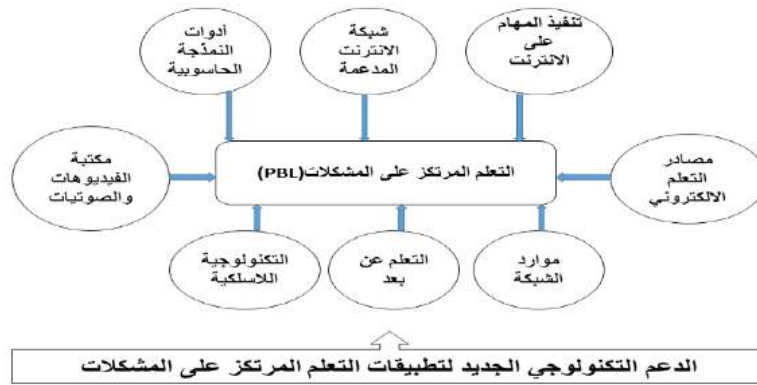 تنفيذ المهام
على
الانترنت
شبكة
الانترنت
المدعمة
أدوات
النمذجة
الحاسوبية
مصادر
التعلم
الالكتروني
التعلم المرتكز على المشكلات(PBL)
مكتبة
الفيديوهات
والصوتيات
موارد
الشبكة
التعلم عن
بعد
التكنولوجية
اللاسلكية
الدعم التكنولوجي الجديد لتطبيقات التعلم المرتكز على المشكلات